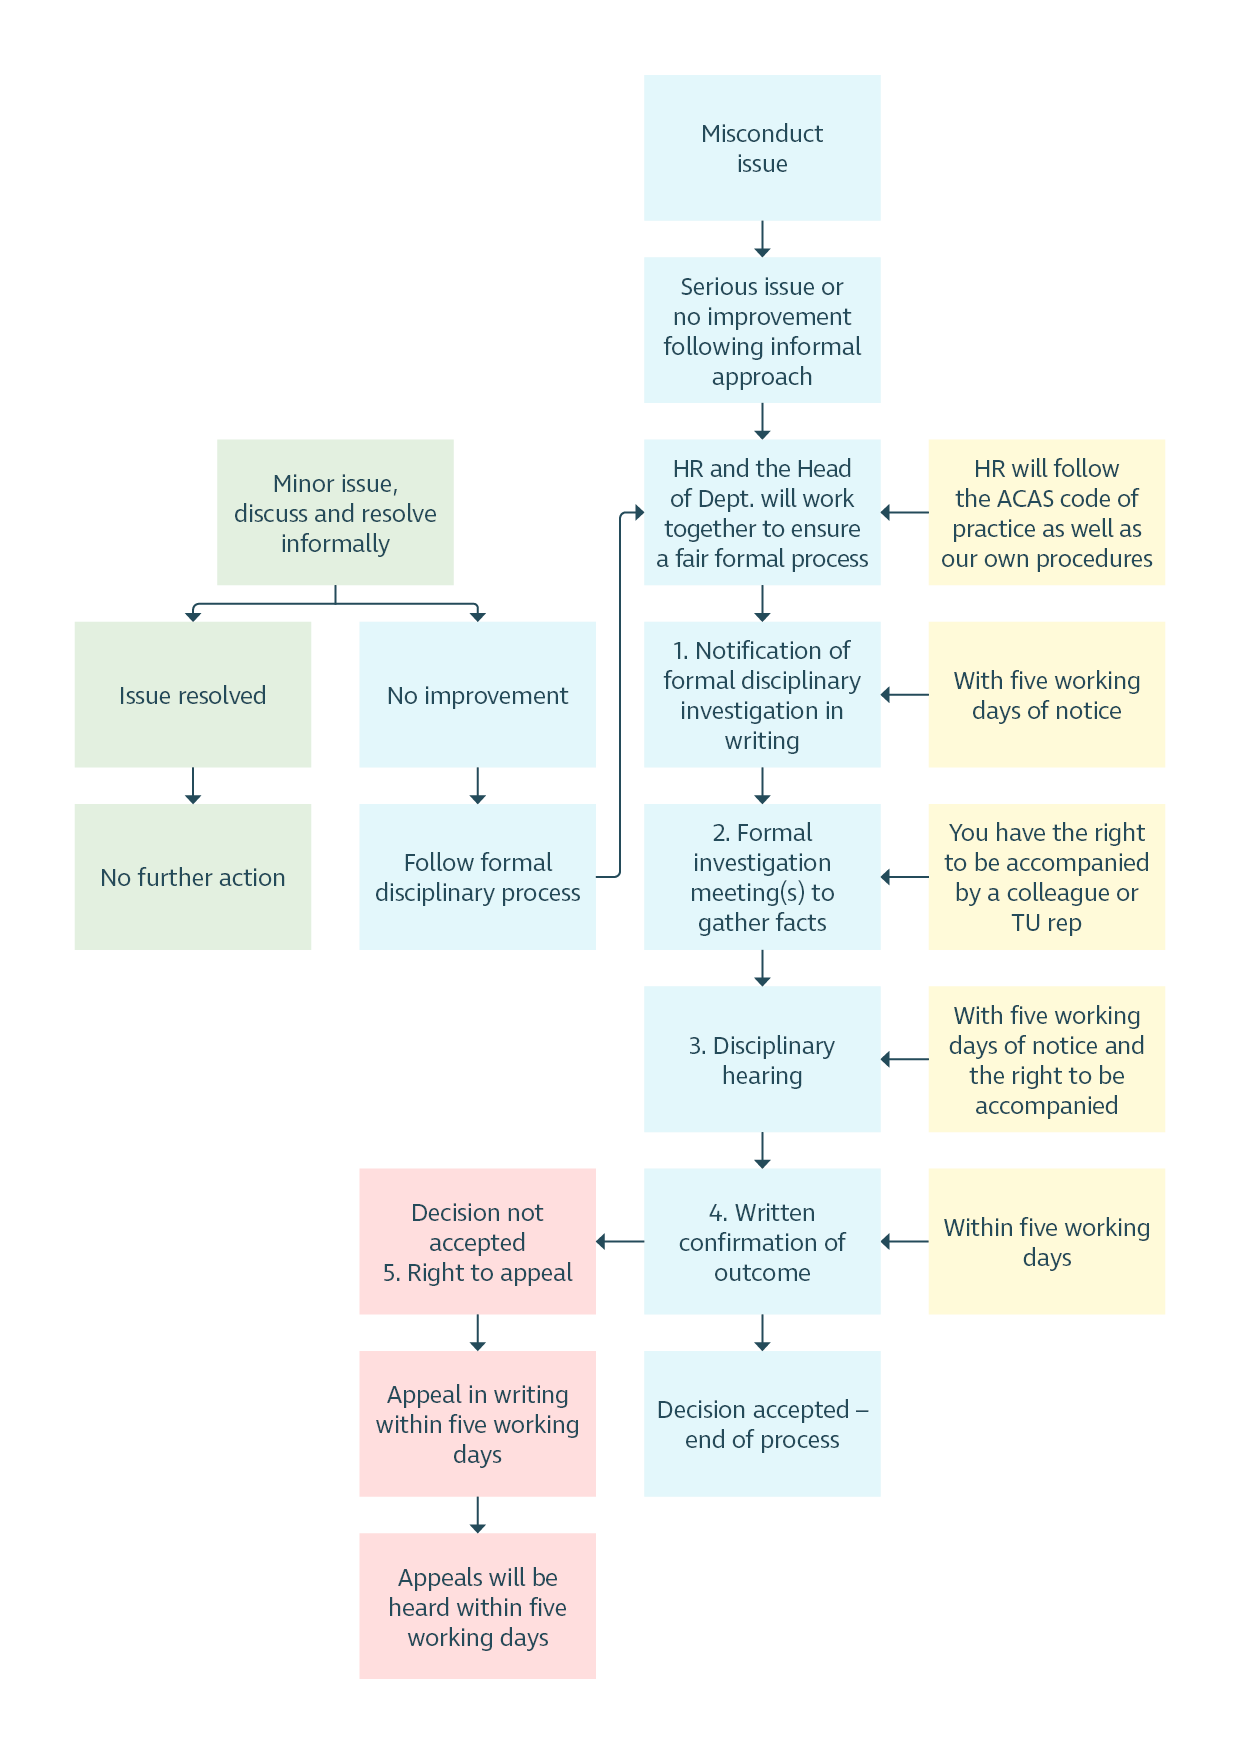 Misconduct
issue
Serious issue or
no improvement
following informal
approach
Minor issue,
discuss and resolve
informally
HR and the Head
of Dept. will work
together to ensure
a fair formal process
HR will follow
the ACAS code of
practice as well as
our own procedures
Issue resolved
No improvement
1. Notification of
formal disciplinary
investigation in
writing
With five working
days of notice
No further action
Follow formal
disciplinary process
2. Formal
investigation
meeting(s) to
gather facts
You have the right
to be accompanied
by a colleague or
TU rep
3. Disciplinary
hearing
With five working
days of notice and
the right to be
accompanied
Decision not
accepted
5. Right to appeal
4. Written
confirmation of
outcome
Within five working
days
Appeal in writing
within five working
days
Decision accepted –
end of process
Appeals will be
heard within five
working days